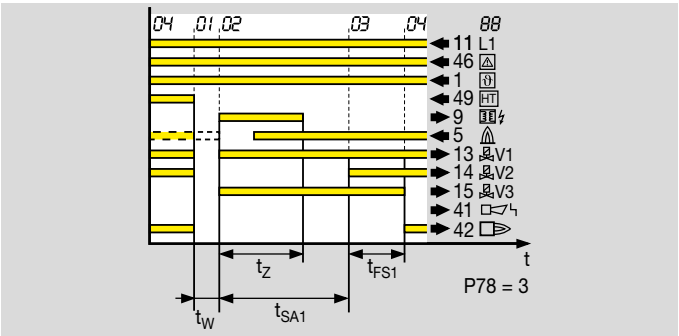 04 01 02 03 04 88
11 L1
46
1 ϑ
49 HT
9
5
13 V1
14 V2
15 V3
41
42
t
tZ tFS1
P78 = 3
tW tSA1